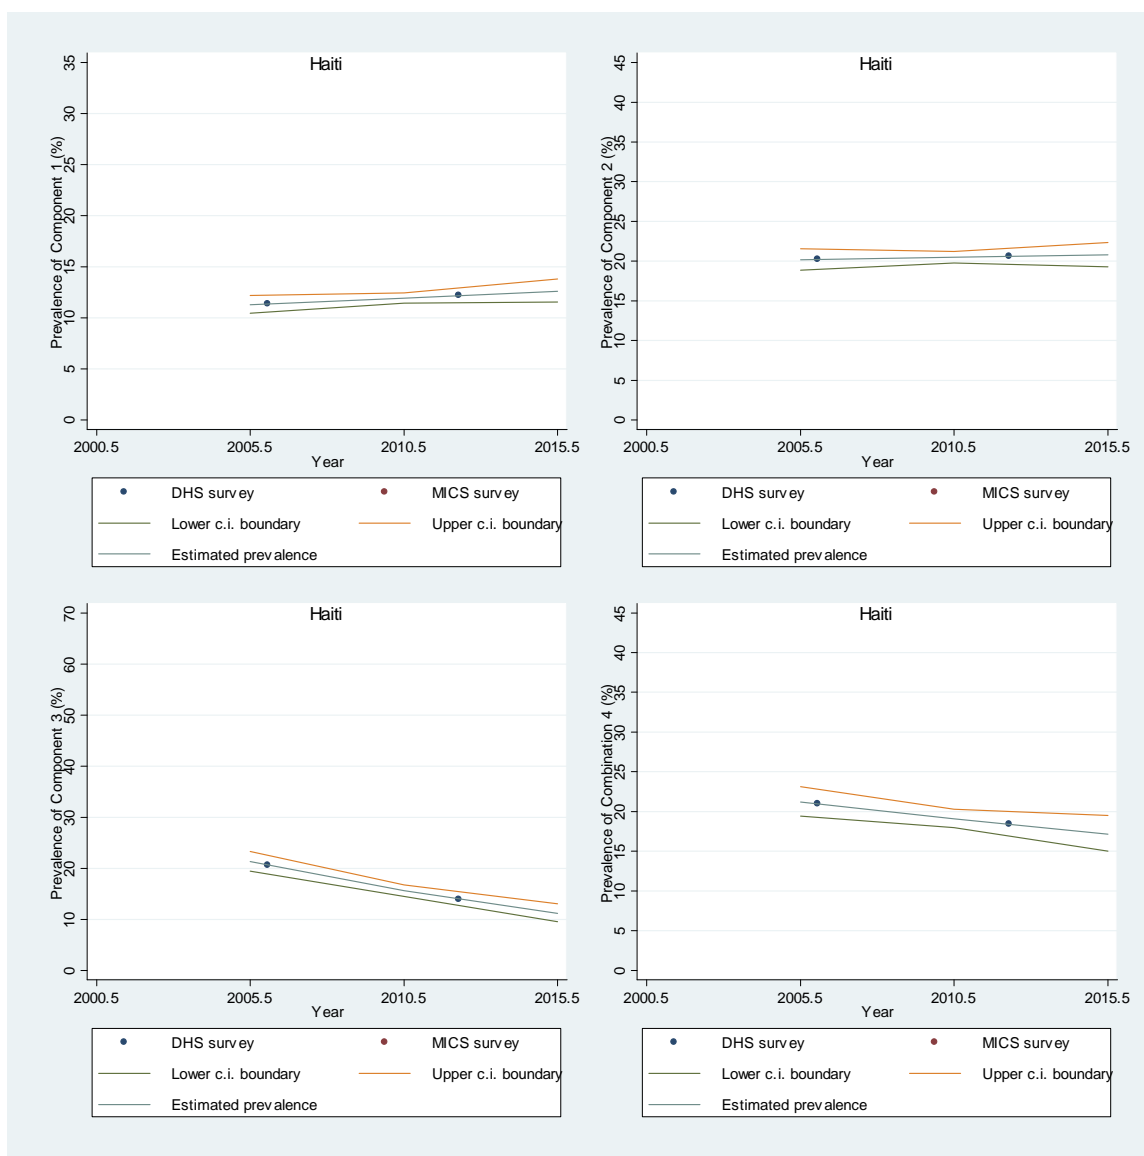 Haiti
Prevalence of Component 1 (%)
35
30
25
20
15
10
5
0
2000.5 2005.5 2010.5 2015.5
Year
DHS survey MICS survey
Lower c.i. boundary Upper c.i. boundary
Estimated prevalence
Haiti
Prevalence of Component 2 (%)
45
40
35
30
25
20
15
10
5
0
2000.5 2005.5 2010.5 2015.5
Year
DHS survey MICS survey
Lower c.i. boundary Upper c.i. boundary
Estimated prevalence
Haiti
Prevalence of Component 3 (%)
70
60
50
40
30
20
10
0
2000.5 2005.5 2010.5 2015.5
Year
DHS survey MICS survey
Lower c.i. boundary Upper c.i. boundary
Estimated prevalence
Haiti
Prevalence of Combination 4 (%)
45
40
35
30
25
20
15
10
5
0
2000.5 2005.5 2010.5 2015.5
Year
DHS survey MICS survey
Lower c.i. boundary Upper c.i. boundary
Estimated prevalence